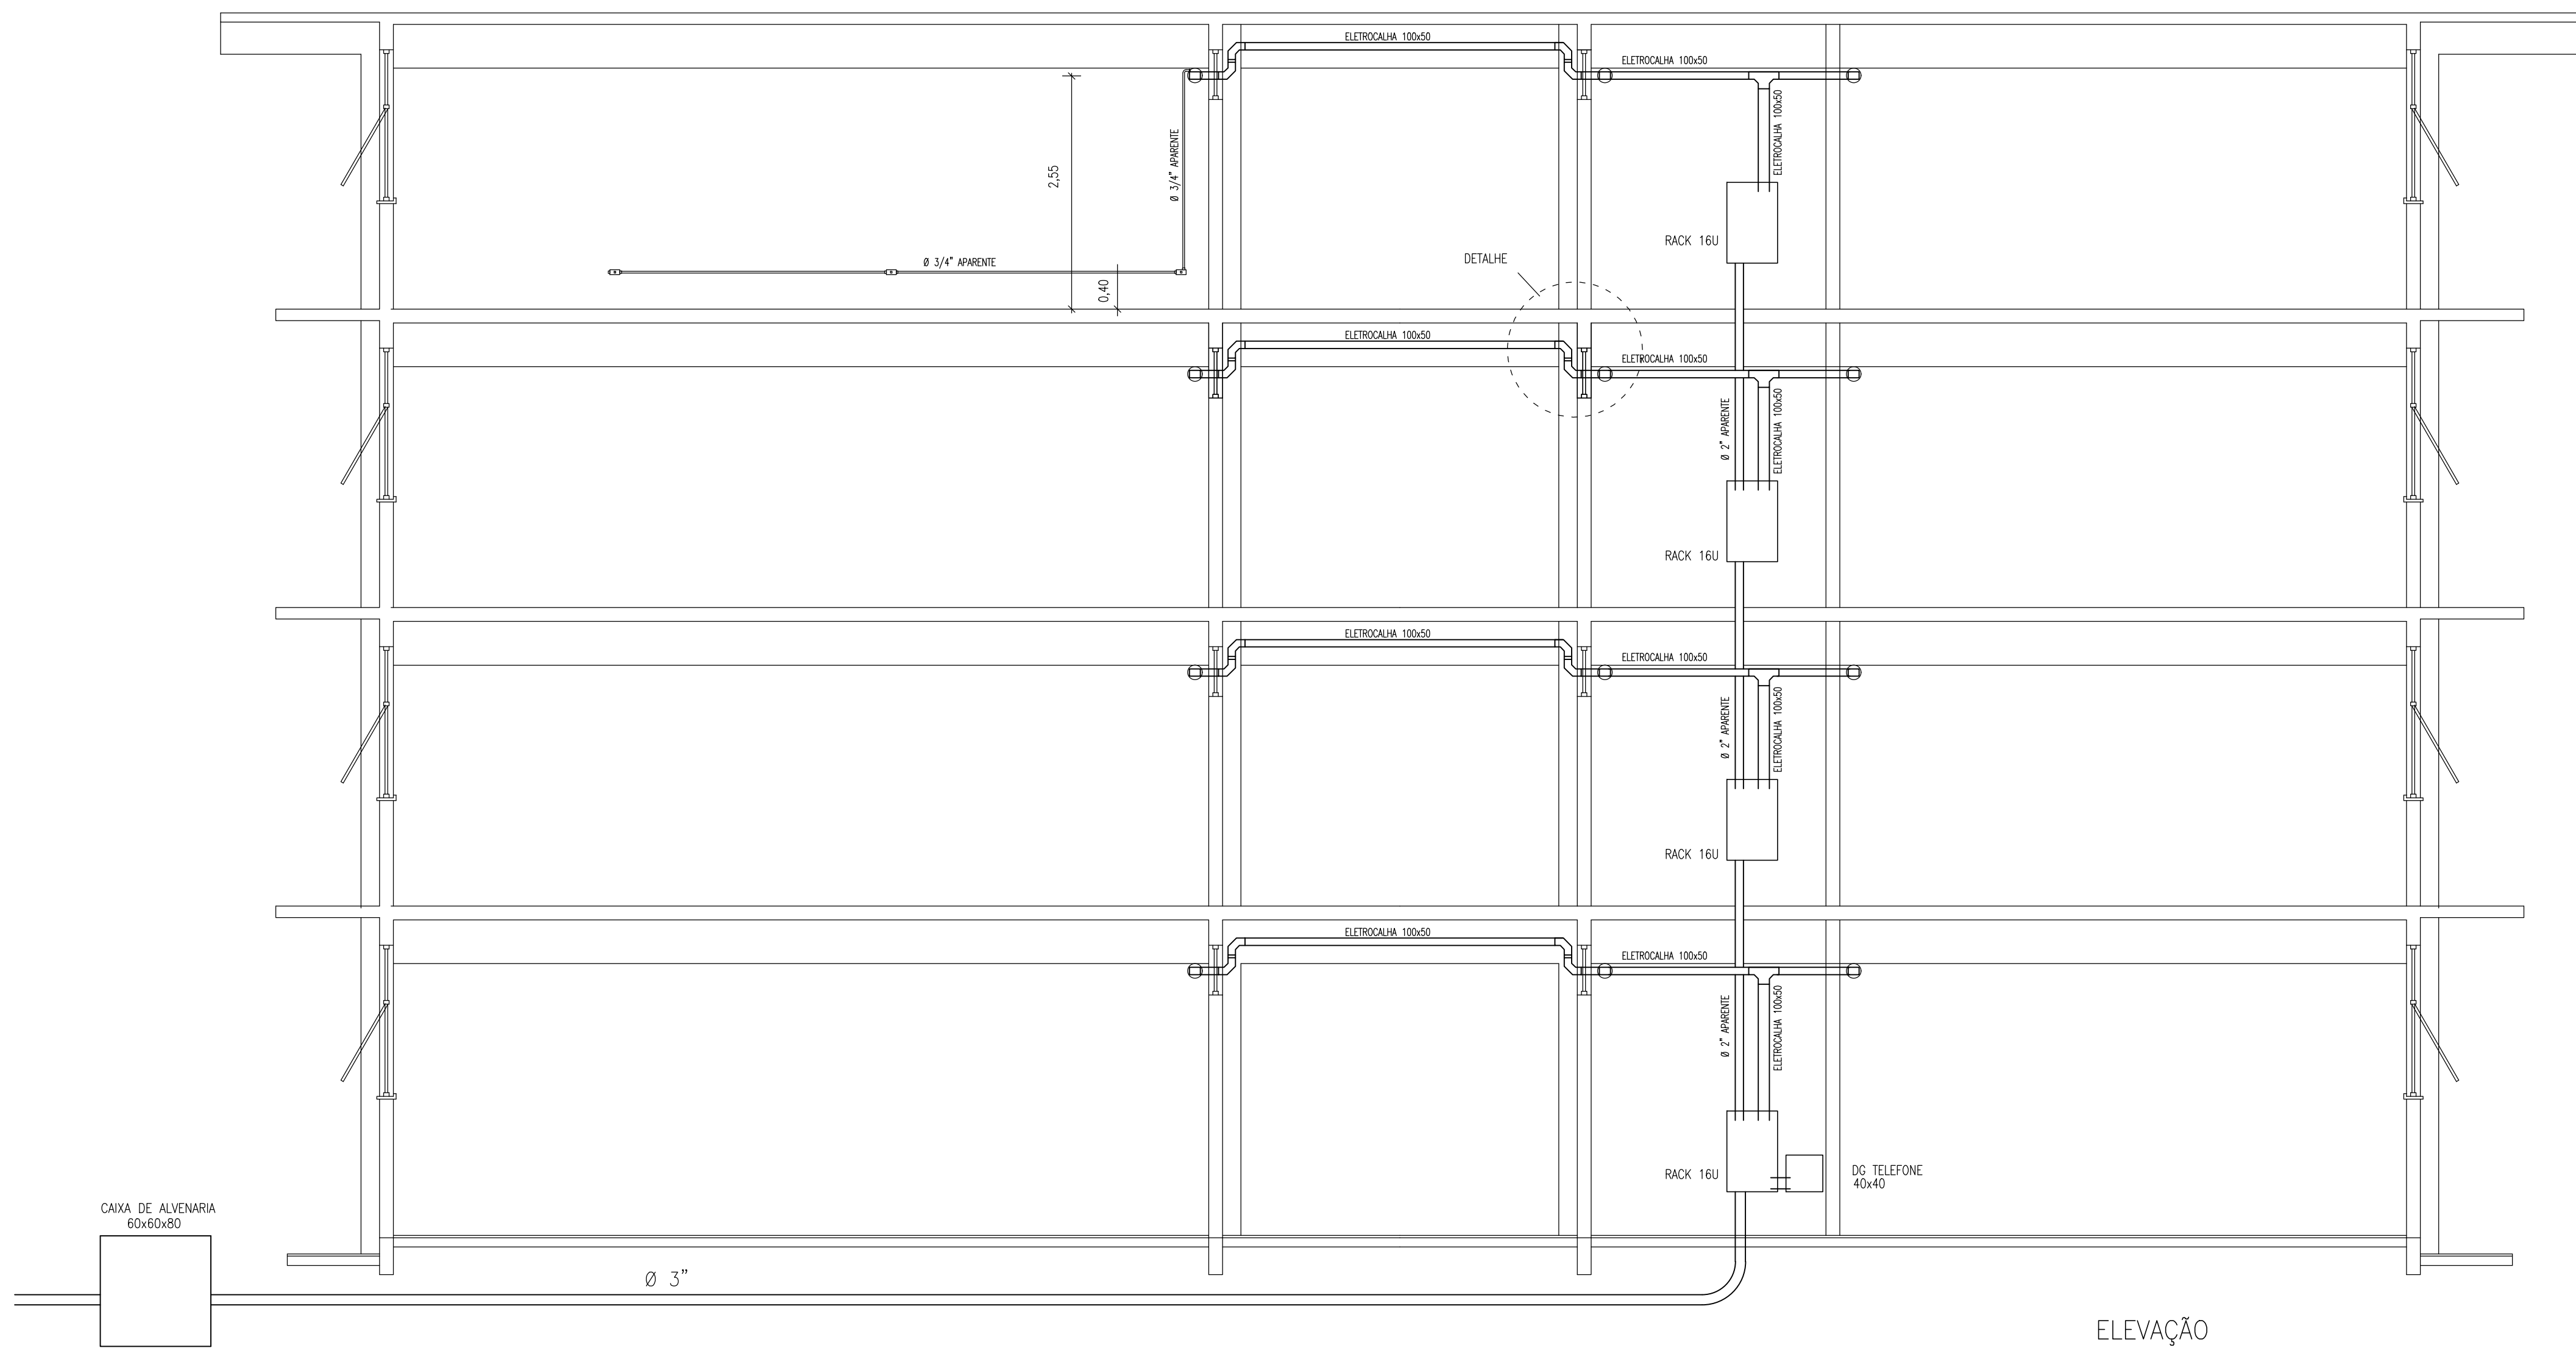 ELETROCALHA 100x50
ELETROCALHA 100x50
ELETROCALHA 100x50
Ø 3/4" APARENTE
2,55
RACK 16U
DETALHE
Ø 3/4" APARENTE
0,40
ELETROCALHA 100x50
ELETROCALHA 100x50
Ø 2" APARENTE
ELETROCALHA 100x50
RACK 16U
ELETROCALHA 100x50
ELETROCALHA 100x50
Ø 2" APARENTE
ELETROCALHA 100x50
RACK 16U
ELETROCALHA 100x50
ELETROCALHA 100x50
Ø 2" APARENTE
ELETROCALHA 100x50
RACK 16U
DG TELEFONE
40x40
CAIXA DE ALVENARIA
60x60x80
Ø 3"
ELEVAÇÃO